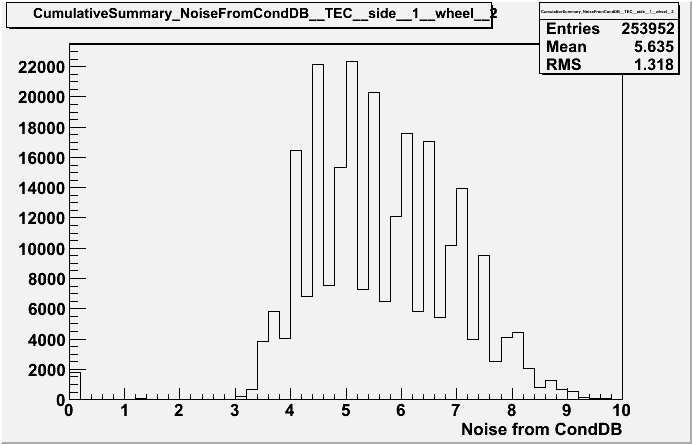 CumulativeSummary_NoiseFromCondDB__TEC__side__1__wheel__2
CumulativeSummary_NoiseFromCondDB__TEC__side__1__wheel__2
Entries 253952
Mean 5.635
RMS 1.318
22000
20000
18000
16000
14000
12000
10000
8000
6000
4000
2000
0
0 1 2 3 4 5 6 7 8 9 10
Noise from CondDB